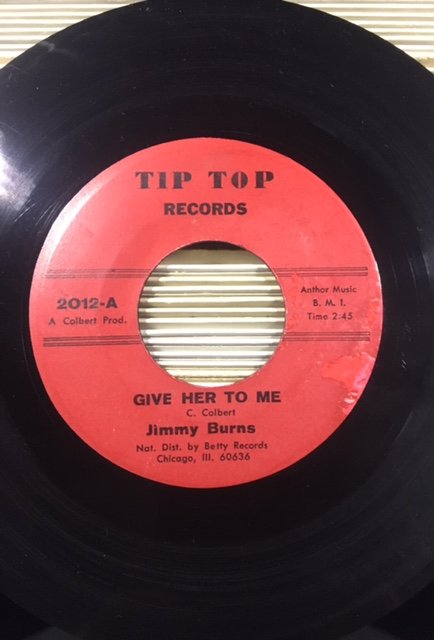 TIP TOP
RECORDS
2012-A
A Colbert Prod.
Anthor Music
B. M. I.
Time 2:45
GIVE HER TO ME
C. Colbert
Jimmy Burns
Nat. Dist. by Betty Records
Chicago, Ill. 60636